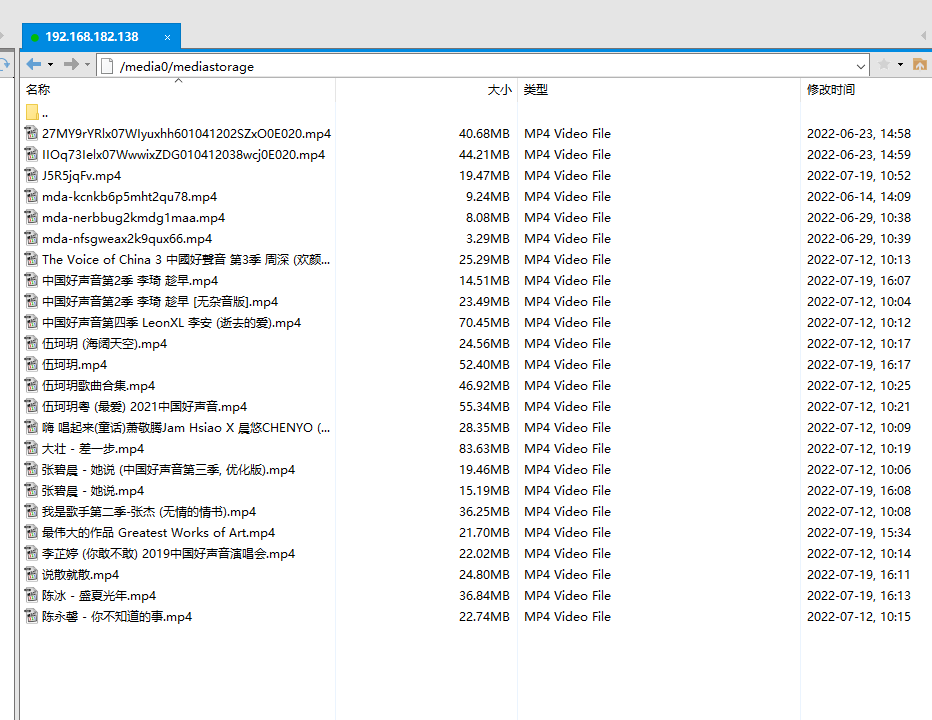 192.168.182.138 ×
/media0/mediastorage
名称 大小 类型 修改时间
..
27MY9rYRlx07WIyuxhh601041202SZxO0E020.mp4 40.68MB MP4 Video File 2022-06-23, 14:58
IIOq73Ielx07WwwixZDG010412038wcj0E020.mp4 44.21MB MP4 Video File 2022-06-23, 14:59
J5R5jqFv.mp4 19.47MB MP4 Video File 2022-07-19, 10:52
mda-kcnkb6p5mht2qu78.mp4 9.24MB MP4 Video File 2022-06-14, 14:09
mda-nerbbug2kmdg1maa.mp4 8.08MB MP4 Video File 2022-06-29, 10:38
mda-nfsgweax2k9qux66.mp4 3.29MB MP4 Video File 2022-06-29, 10:39
The Voice of China 3 中國好聲音 第3季 周深 (欢颜... 25.29MB MP4 Video File 2022-07-12, 10:13
中国好声音第2季 李琦 趁早.mp4 14.51MB MP4 Video File 2022-07-19, 16:07
中国好声音第2季 李琦 趁早 [无杂音版].mp4 23.49MB MP4 Video File 2022-07-12, 10:04
中国好声音第四季 LeonXL 李安 (逝去的爱).mp4 70.45MB MP4 Video File 2022-07-12, 10:12
伍珂玥 (海阔天空).mp4 24.56MB MP4 Video File 2022-07-12, 10:17
伍珂玥.mp4 52.40MB MP4 Video File 2022-07-19, 16:17
伍珂玥歌曲合集.mp4 46.92MB MP4 Video File 2022-07-12, 10:25
伍珂玥粤 (最爱) 2021中国好声音.mp4 55.34MB MP4 Video File 2022-07-12, 10:21
嗨 唱起来(童话)萧敬腾Jam Hsiao X 晨悠CHENYO (... 28.35MB MP4 Video File 2022-07-12, 10:09
大壮 - 差一步.mp4 83.63MB MP4 Video File 2022-07-12, 10:19
张碧晨 - 她说 (中国好声音第三季, 优化版).mp4 19.46MB MP4 Video File 2022-07-12, 10:06
张碧晨 - 她说.mp4 15.19MB MP4 Video File 2022-07-19, 16:08
我是歌手第二季-张杰 (无情的情书).mp4 36.25MB MP4 Video File 2022-07-12, 10:08
最伟大的作品 Greatest Works of Art.mp4 21.70MB MP4 Video File 2022-07-19, 15:34
李芷婷 (你敢不敢) 2019中国好声音演唱会.mp4 22.02MB MP4 Video File 2022-07-12, 10:14
说散就散.mp4 24.80MB MP4 Video File 2022-07-19, 16:11
陈冰 - 盛夏光年.mp4 36.84MB MP4 Video File 2022-07-19, 16:13
陈永馨 - 你不知道的事.mp4 22.74MB MP4 Video File 2022-07-12, 10:15